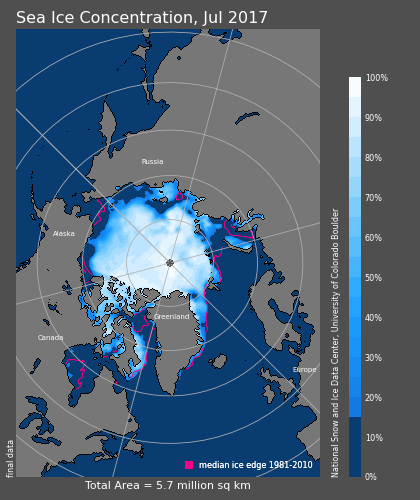 Sea Ice Concentration, Jul 2017
Russia
Alaska
Greenland
Canada
Europe
median ice edge 1981-2010
final data
Total Area = 5.7 million sq km
National Snow and Ice Data Center, University of Colorado Boulder
100%
90%
80%
70%
60%
50%
40%
30%
20%
10%
0%